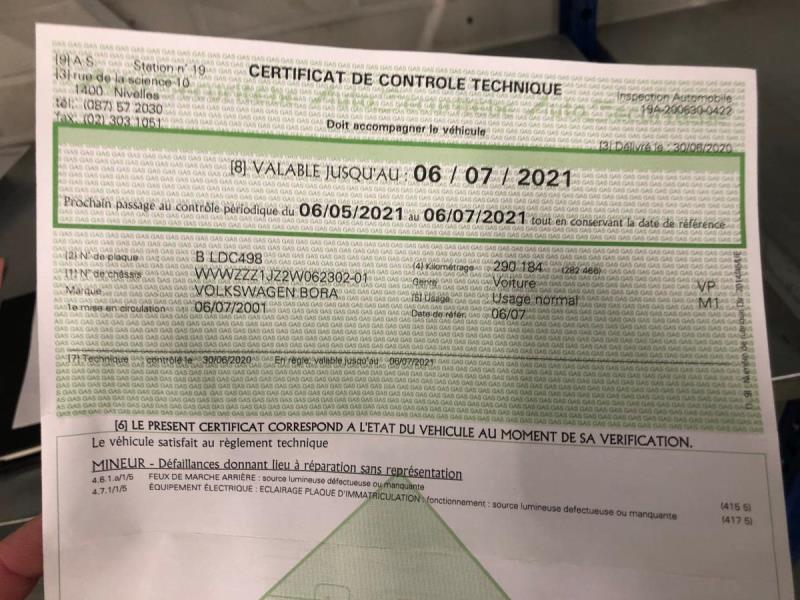 [9] A.S. Station n° 19
[3] rue de la science 10
1400 Nivelles
tél: (087) 57 2030
fax. (02) 303 1051
CERTIFICAT DE CONTROLE TECHNIQUE
Inspection Automobile
19A-200630-0422
Doit accompagner le véhicule
[3] Délivré le : 30/06/2020
[8] VALABLE JUSQU'AU : 06 / 07 / 2021
Prochain passage au contrôle périodique du 06/05/2021 au 06/07/2021 tout en conservant la date de référence
[2] N° de plaque B LDC498
[1] N° de châssis WVWZZZ1JZ2W062302-01
Marque VOLKSWAGEN BORA
1e mise en circulation 06/07/2001
[4] Kilométrage 290 184 (282 466)
Genre Voiture VP
[5] Usage Usage normal M1
Date de référ. 06/07
[7] Technique contrôlé le 30/06/2020 En règle, valable jusqu'au 06/07/2021
[6] LE PRESENT CERTIFICAT CORRESPOND A L'ETAT DU VEHICULE AU MOMENT DE SA VERIFICATION.
Le véhicule satisfait au règlement technique
MINEUR - Défaillances donnant lieu à réparation sans représentation
4.6.1.a/1/5 FEUX DE MARCHE ARRIÈRE : source lumineuse défectueuse ou manquante (415 5)
4.7.1/1/5 ÉQUIPEMENT ÉLECTRIQUE : ECLAIRAGE PLAQUE D'IMMATRICULATION : fonctionnement : source lumineuse defectueuse ou manquante (417 5)